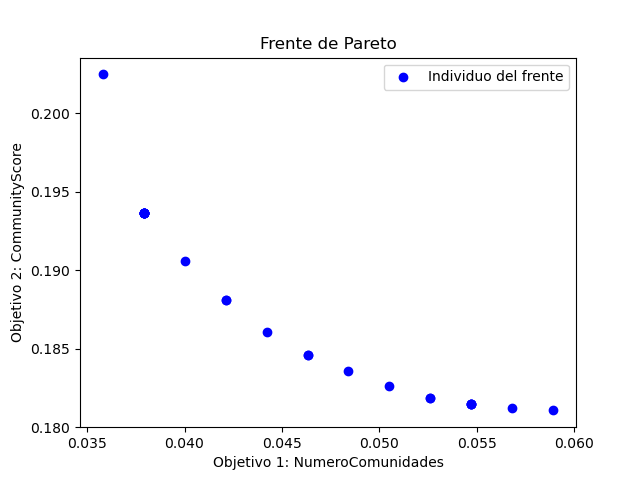 Frente de Pareto
Individuo del frente
0.200
0.195
0.190
0.185
0.180
Objetivo 2: CommunityScore
0.035 0.040 0.045 0.050 0.055 0.060
Objetivo 1: NumeroComunidades